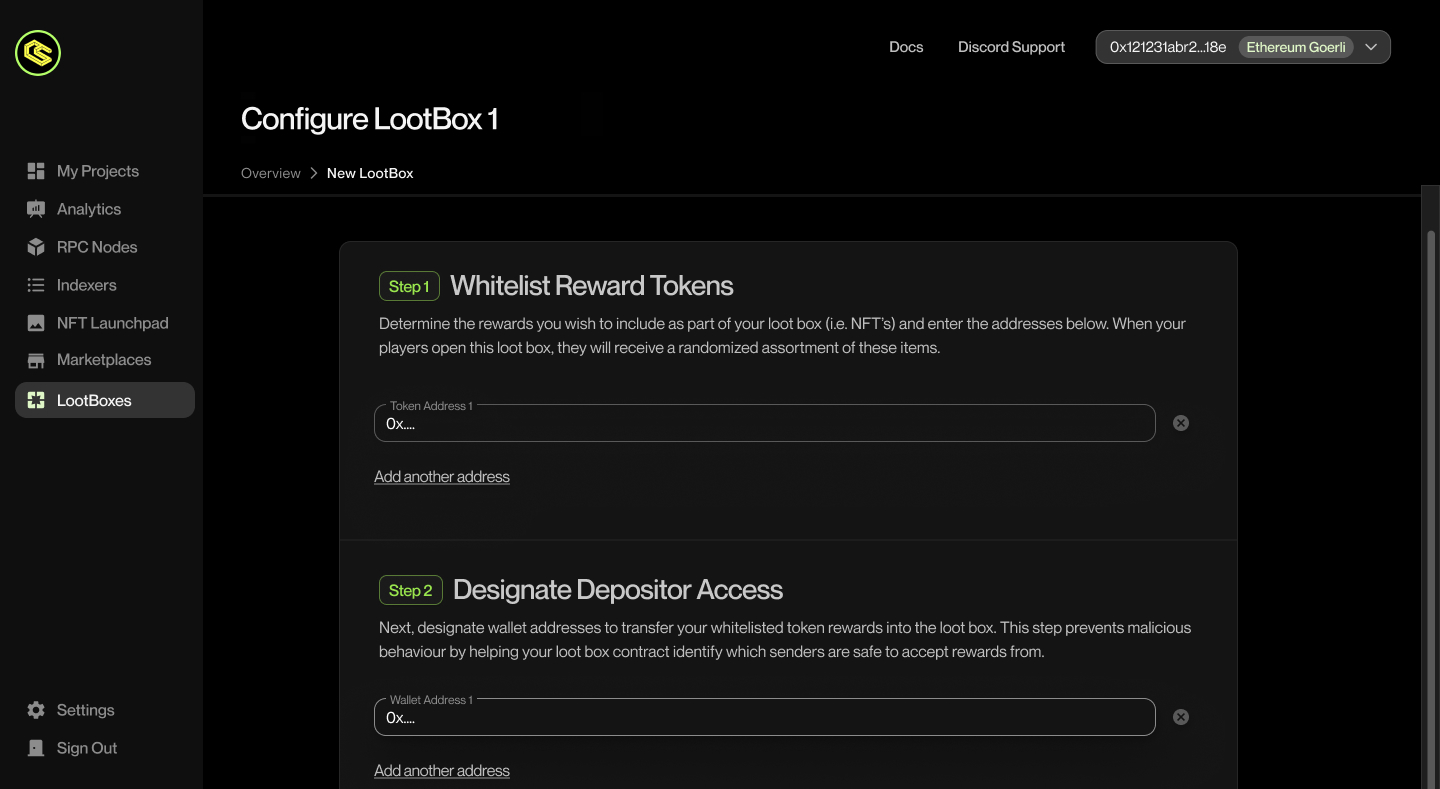 Docs
Discord Support
0x121231abr2...18e
Ethereum Goerli
Configure LootBox 1
Overview
New LootBox
My Projects
Analytics
RPC Nodes
Indexers
NFT Launchpad
Marketplaces
LootBoxes
Settings
Sign Out
Step 1
Whitelist Reward Tokens
Determine the rewards you wish to include as part of your loot box (i.e. NFT's) and enter the addresses below. When your
players open this loot box, they will receive a randomized assortment of these items.
Token Address 1
0x....
Add another address
Step 2
Designate Depositor Access
Next, designate wallet addresses to transfer your whitelisted token rewards into the loot box. This step prevents malicious
behaviour by helping your loot box contract identify which senders are safe to accept rewards from.
Wallet Address 1
0x....
Add another address